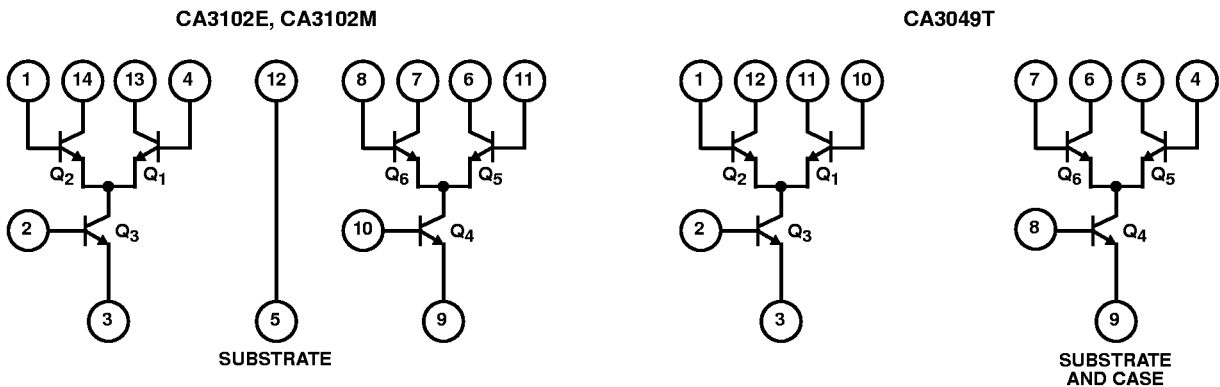 CA3102E, CA3102M
CA3049T
1 14 13 4 12 8 7 6 11
1 12 11 10 7 6 5 4
Q2 Q1 Q6 Q5
Q2 Q1 Q6 Q5
2 Q3 10 Q4
2 Q3 8 Q4
3 5 9
3 9
SUBSTRATE
SUBSTRATE
AND CASE